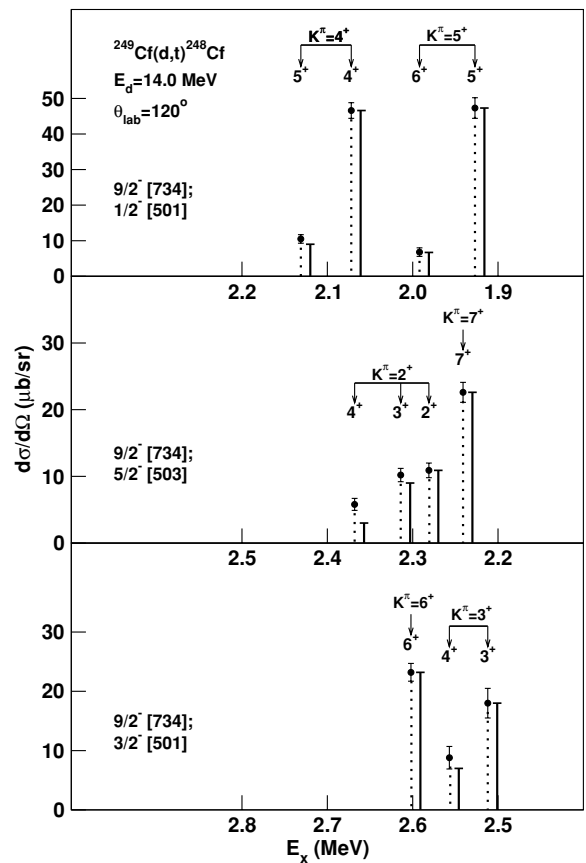 ²⁴⁹Cf(d,t)²⁴⁸Cf
E_d=14.0 MeV
θ_lab=120°
K^π=4⁺ K^π=5⁺
5⁺ 4⁺ 6⁺ 5⁺
9/2⁻ [734];
1/2⁻ [501]
50
40
30
20
10
0
2.2 2.1 2.0 1.9
K^π=7⁺
7⁺
K^π=2⁺
4⁺ 3⁺ 2⁺
9/2⁻ [734];
5/2⁻ [503]
30
20
10
0
2.5 2.4 2.3 2.2
dσ/dΩ (μb/sr)
K^π=6⁺ K^π=3⁺
6⁺ 4⁺ 3⁺
9/2⁻ [734];
3/2⁻ [501]
30
20
10
0
2.8 2.7 2.6 2.5
E_x (MeV)